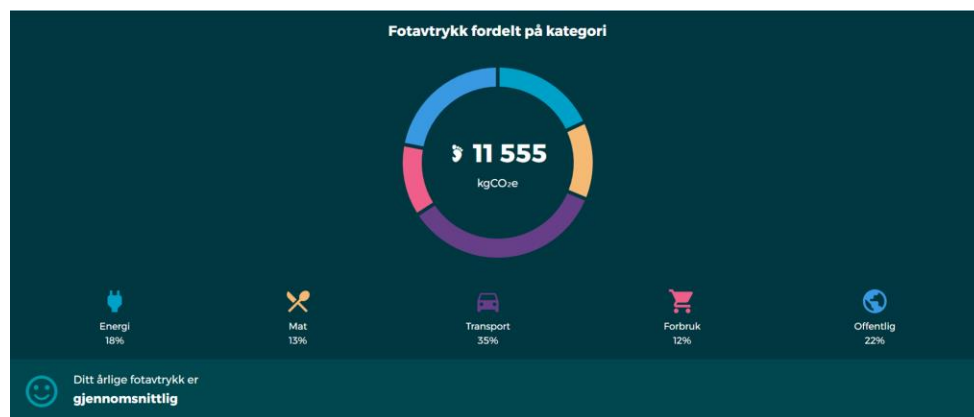 Fotavtrykk fordelt på kategori
11 555
kgCO₂e
Energi
18%
Mat
13%
Transport
35%
Forbruk
12%
Offentlig
22%
Ditt årlige fotavtrykk er
gjennomsnittlig